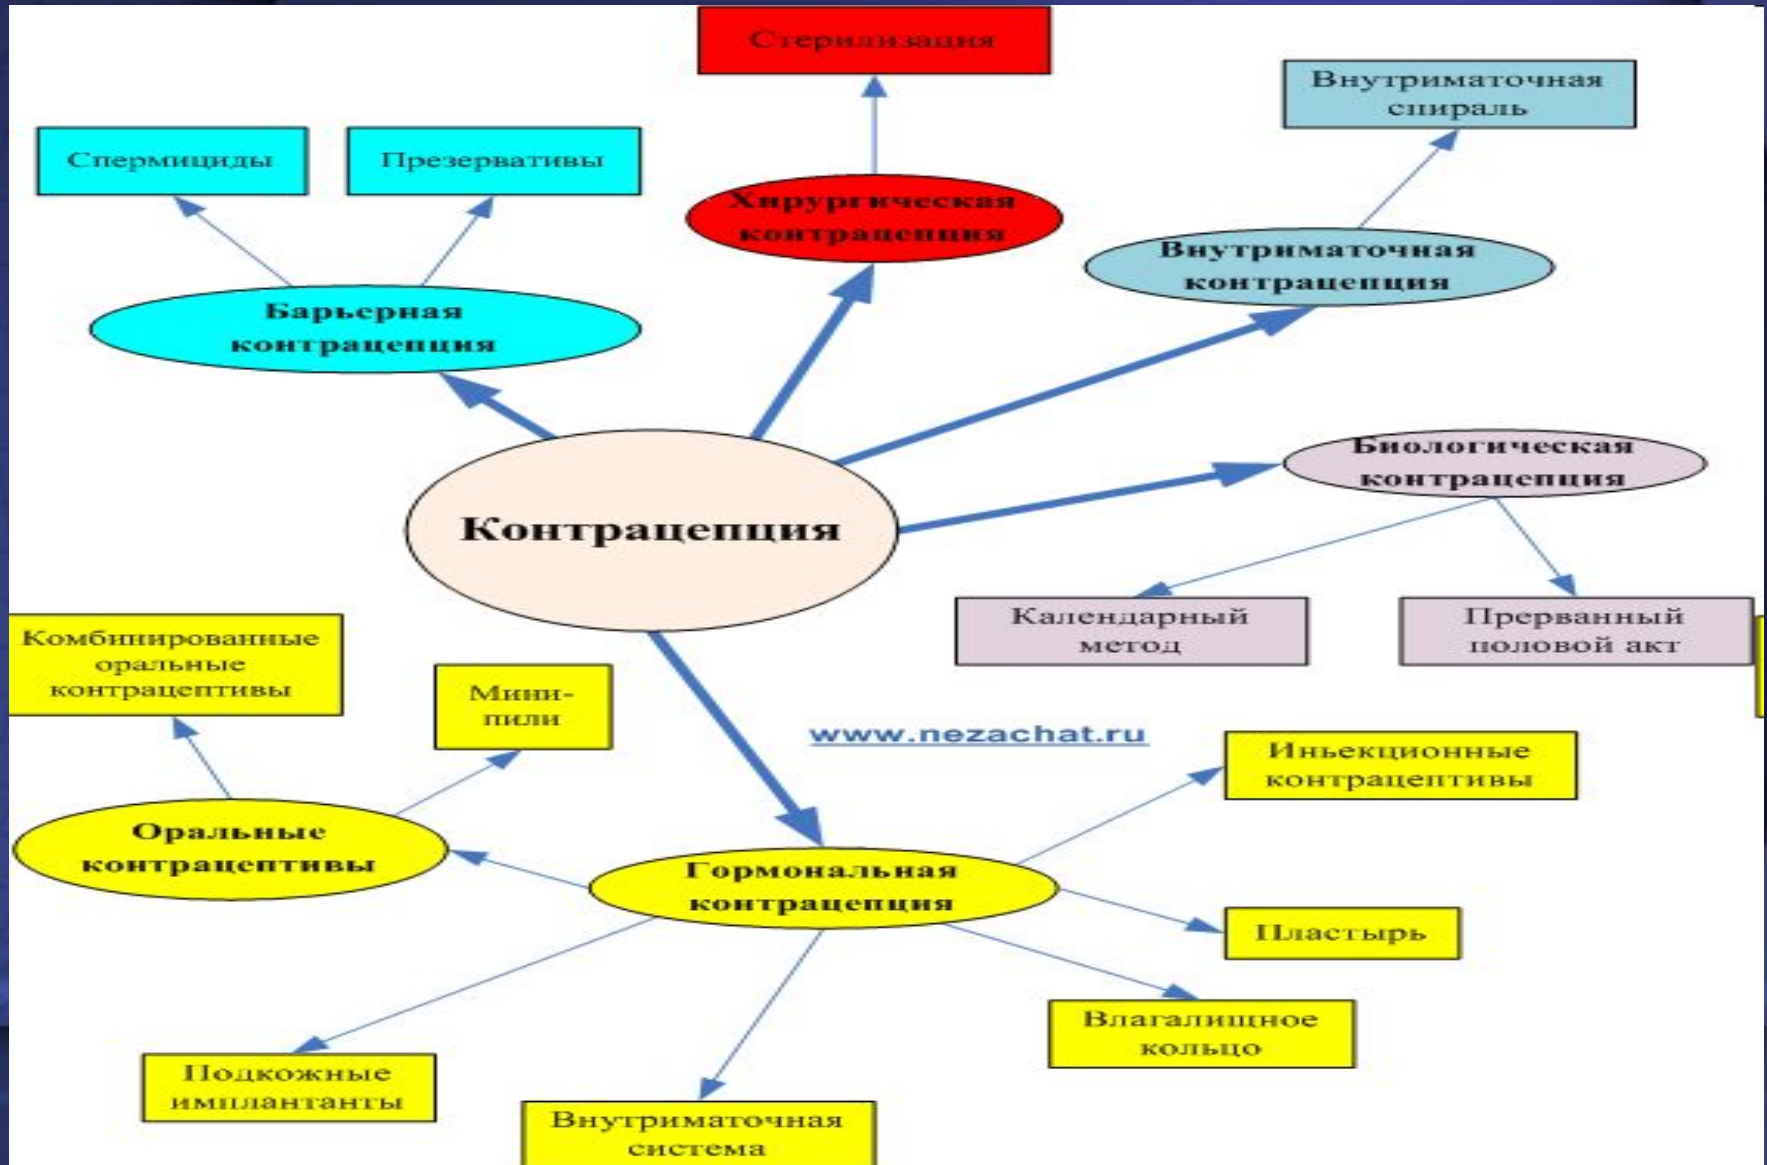 Стерилизация
Внутриматочная
спираль
Спермициды
Презервативы
Хирургическая
контрацепция
Внутриматочная
контрацепция
Барьерная
контрацепция
Биологическая
контрацепция
Контрацепция
Календарный
метод
Прерванный
половой акт
Комбинированные
оральные
контрацептивы
Мини-
пили
www.nezachat.ru
Иньекционные
контрацептивы
Оральные
контрацептивы
Гормональная
контрацепция
Пластырь
Влагалищное
кольцо
Подкожные
имплантанты
Внутриматочная
система